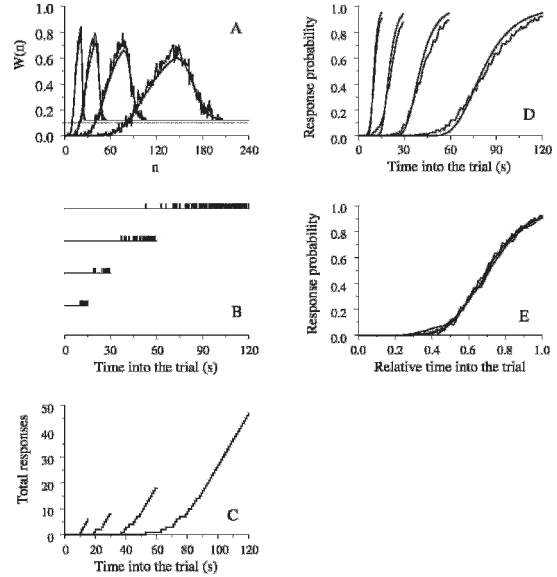 W(n)
1.0
0.8
0.6
0.4
0.2
0.0
0 60 120 180 240
n
A
Response probability
1.0
0.8
0.6
0.4
0.2
0.0
0 30 60 90 120
Time into the trial (s)
D
B
0 30 60 90 120
Time into the trial (s)
Response probability
1.0
0.8
0.6
0.4
0.2
0.0
0.0 0.2 0.4 0.6 0.8 1.0
Relative time into the trial
E
Total responses
50
40
30
20
10
0
0 20 40 60 80 100 120
Time into the trial (s)
C